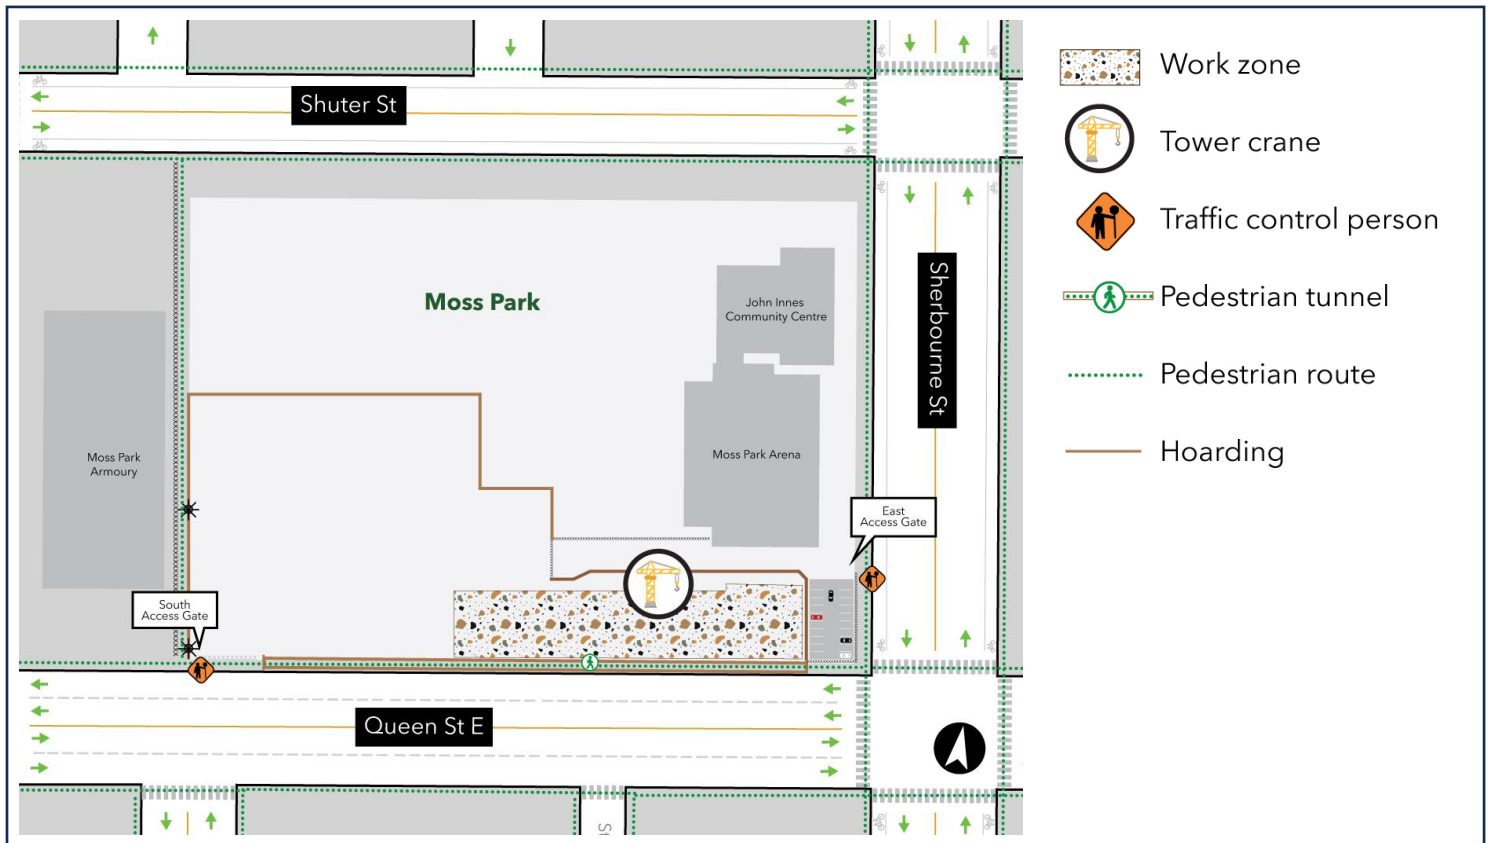 Shuter St
Work zone
Tower crane
Traffic control person
Pedestrian tunnel
Pedestrian route
Hoarding
Moss Park
John Innes
Community Centre
Sherbourne St
Moss Park
Armoury
Moss Park Arena
East
Access Gate
South
Access Gate
Queen St E
St